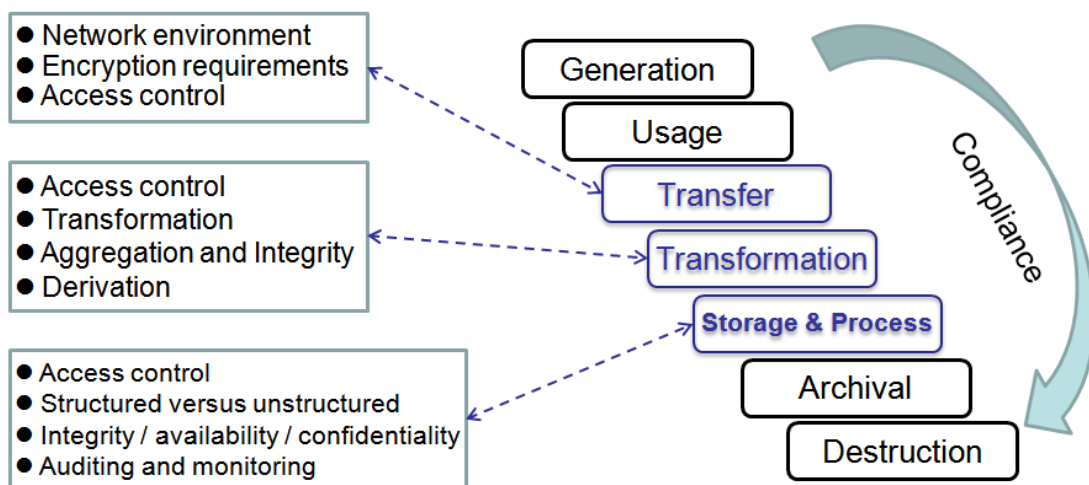 ● Network environment
● Encryption requirements
● Access control
● Access control
● Transformation
● Aggregation and Integrity
● Derivation
● Access control
● Structured versus unstructured
● Integrity / availability / confidentiality
● Auditing and monitoring
Generation
Usage
Transfer
Transformation
Storage & Process
Archival
Destruction
Compliance